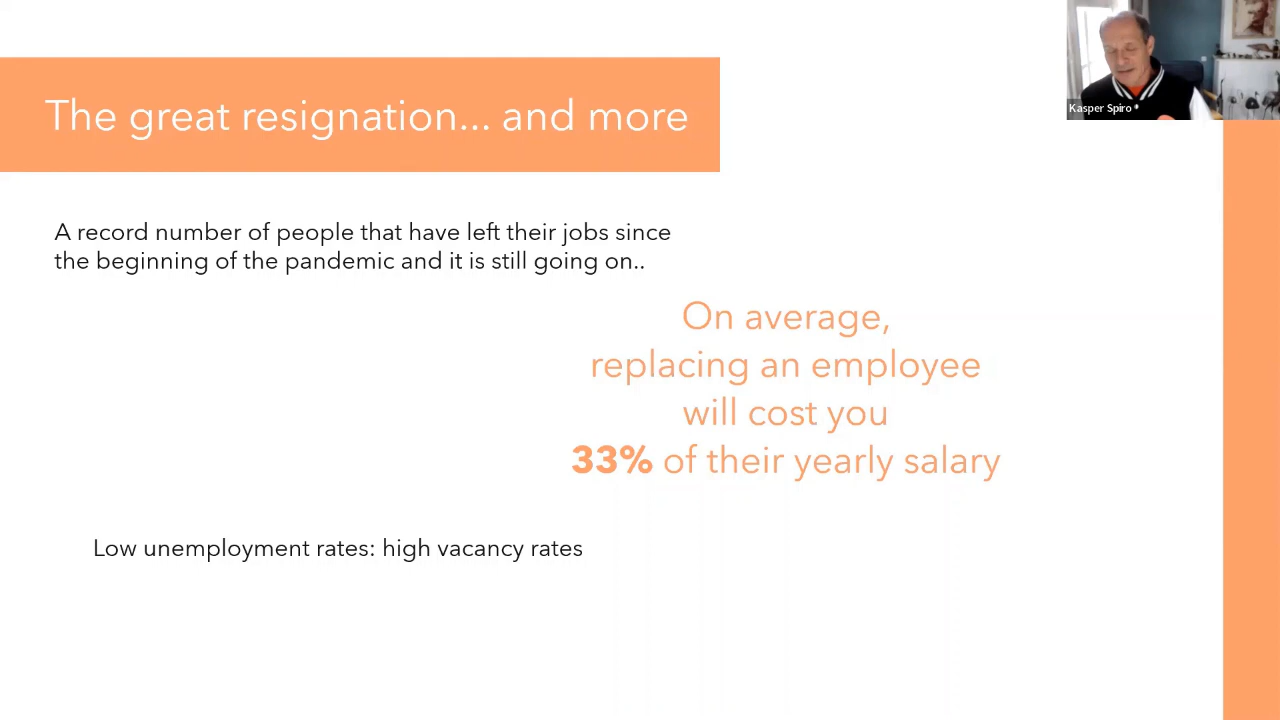 The great resignation... and more
Kasper Spiro
A record number of people that have left their jobs since
the beginning of the pandemic and it is still going on..
On average,
replacing an employee
will cost you
33% of their yearly salary
Low unemployment rates: high vacancy rates